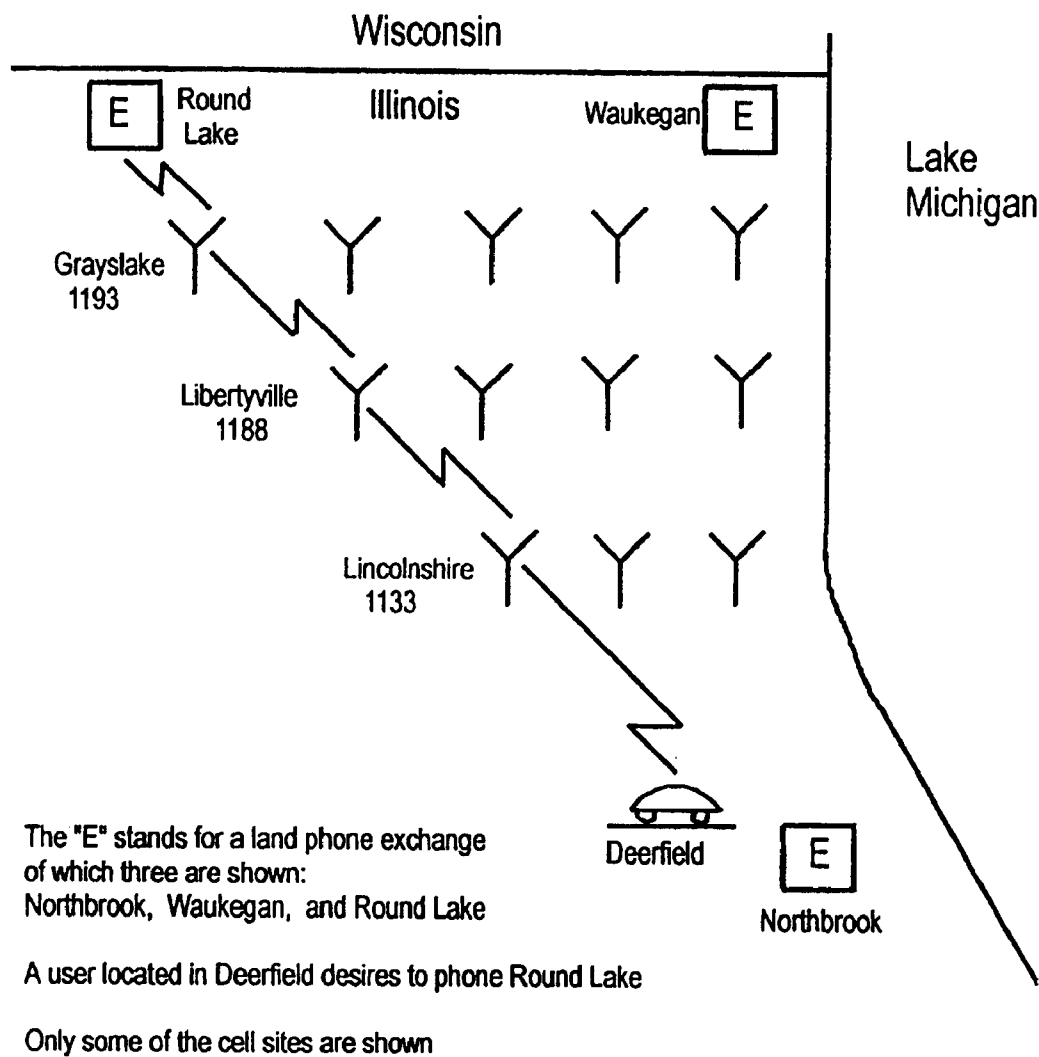 Wisconsin
E
Round
Lake
Illinois
Waukegan
E
Lake
Michigan
Grayslake
1193
Libertyville
1188
Lincolnshire
1133
Deerfield
E
Northbrook
The "E" stands for a land phone exchange
of which three are shown:
Northbrook, Waukegan, and Round Lake
A user located in Deerfield desires to phone Round Lake
Only some of the cell sites are shown